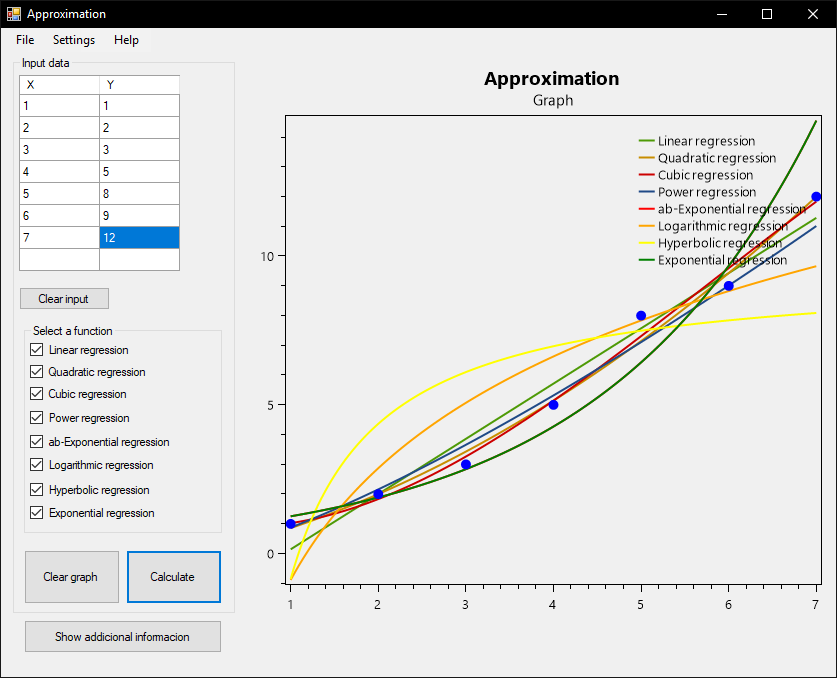 Approximation
File Settings Help
Input data
X Y
1 1
2 2
3 3
4 5
5 8
6 9
7 12
Clear input
Select a function
Linear regression
Quadratic regression
Cubic regression
Power regression
ab-Exponential regression
Logarithmic regression
Hyperbolic regression
Exponential regression
Clear graph Calculate
Show addicional informacion
Approximation
Graph
Linear regression
Quadratic regression
Cubic regression
Power regression
ab-Exponential regression
Logarithmic regression
Hyperbolic regression
Exponential regression
10
5
0
1 2 3 4 5 6 7